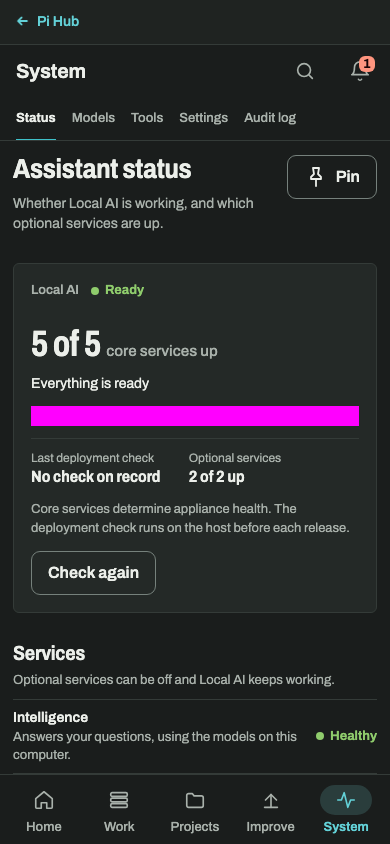 Pi Hub
System
1
Status Models Tools Settings Audit log
Assistant status
Whether Local AI is working, and which
optional services are up.
Pin
Local AI Ready
5 of 5 core services up
Everything is ready
Last deployment check
No check on record
Optional services
2 of 2 up
Core services determine appliance health. The
deployment check runs on the host before each release.
Check again
Services
Optional services can be off and Local AI keeps working.
Intelligence
Answers your questions, using the models on this
computer.
Healthy
Home Work Projects Improve System